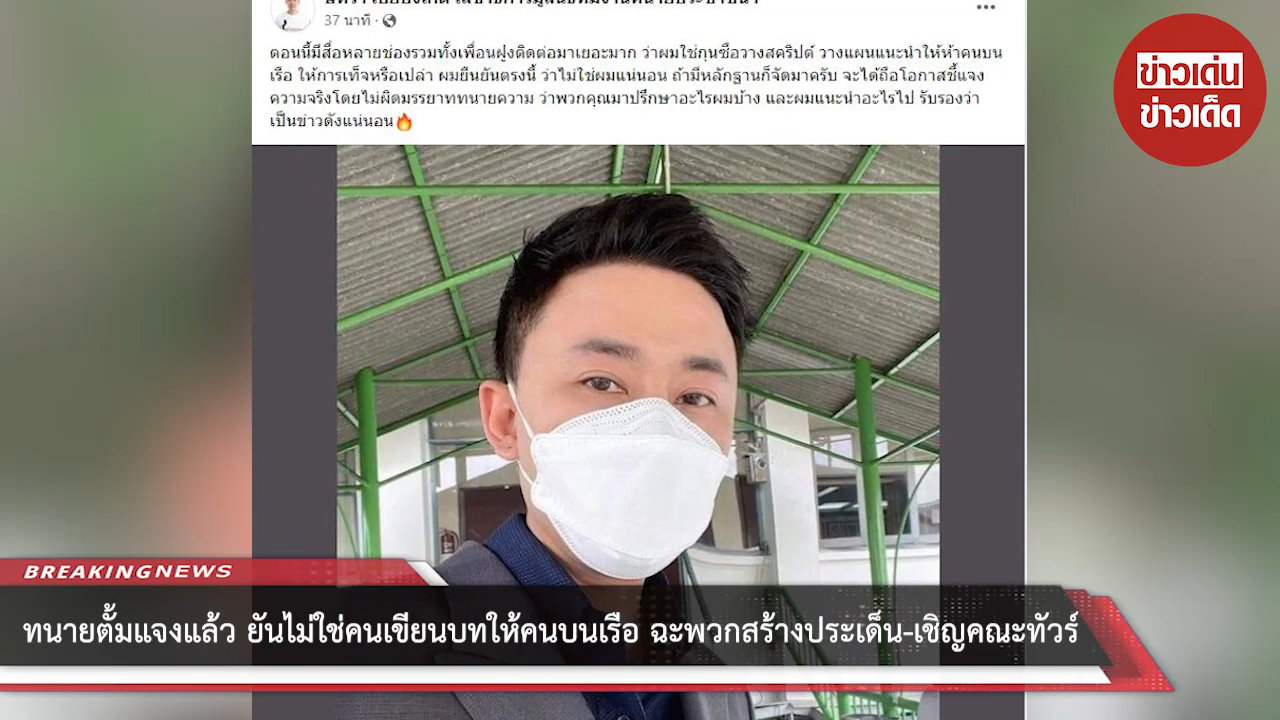 37 นาที ·
ตอนนี้มีสื่อหลายช่องรวมทั้งเพื่อนฝูงติดต่อมาเยอะมาก ว่าผมใช่กุนซือวางสคริปต์ วางแผนแนะนำให้ห้าคนบน
เรือ ให้การเท็จหรือเปล่า ผมยืนยันตรงนี้ ว่าไม่ใช่ผมแน่นอน ถ้ามีหลักฐานก็จัดมาครับ จะได้ถือโอกาสชี้แจง
ความจริงโดยไม่ผิดมรรยาททนายความ ว่าพวกคุณมาปรึกษาอะไรผมบ้าง และผมแนะนำอะไรไป รับรองว่า
เป็นข่าวดังแน่นอน🔥
ข่าวเด่น
ข่าวเด็ด
BREAKINGNEWS
ทนายตั้มแจงแล้ว ยันไม่ใช่คนเขียนบทให้คนบนเรือ ฉะพวกสร้างประเด็น-เชิญคณะทัวร์